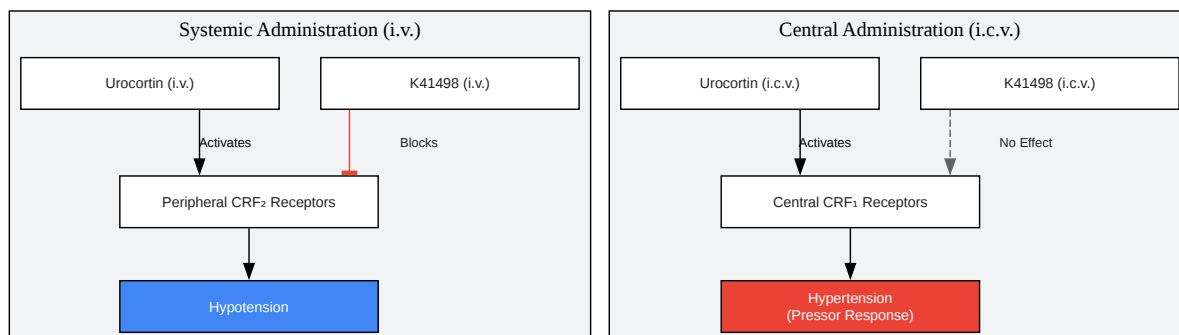 Systemic Administration (i.v.)
Urocortin (i.v.)
K41498 (i.v.)
Activates
Blocks
Peripheral CRF₂ Receptors
Hypotension
Central Administration (i.c.v.)
Urocortin (i.c.v.)
K41498 (i.c.v.)
Activates
No Effect
Central CRF₁ Receptors
Hypertension
(Pressor Response)